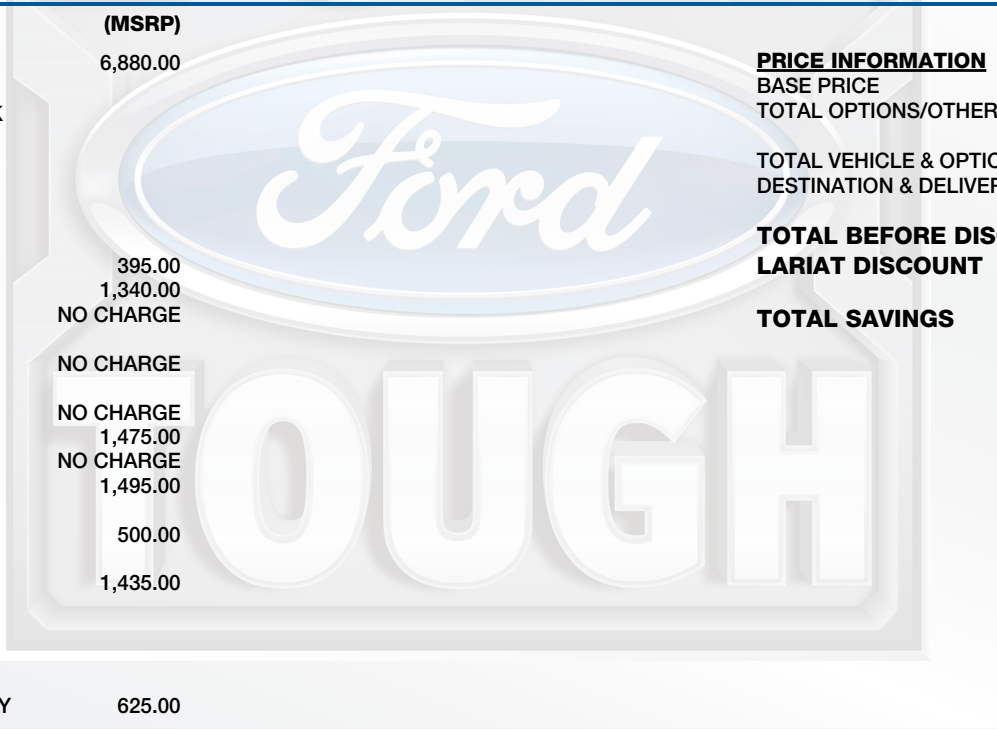 (MSRP)
6,880.00
K
395.00
1,340.00
NO CHARGE
NO CHARGE
NO CHARGE
1,475.00
NO CHARGE
1,495.00
500.00
1,435.00
Y 625.00
PRICE INFORMATION
BASE PRICE
TOTAL OPTIONS/OTHER
TOTAL VEHICLE & OPTIO
DESTINATION & DELIVER
TOTAL BEFORE DISC
LARIAT DISCOUNT
TOTAL SAVINGS
Ford
TOUGH